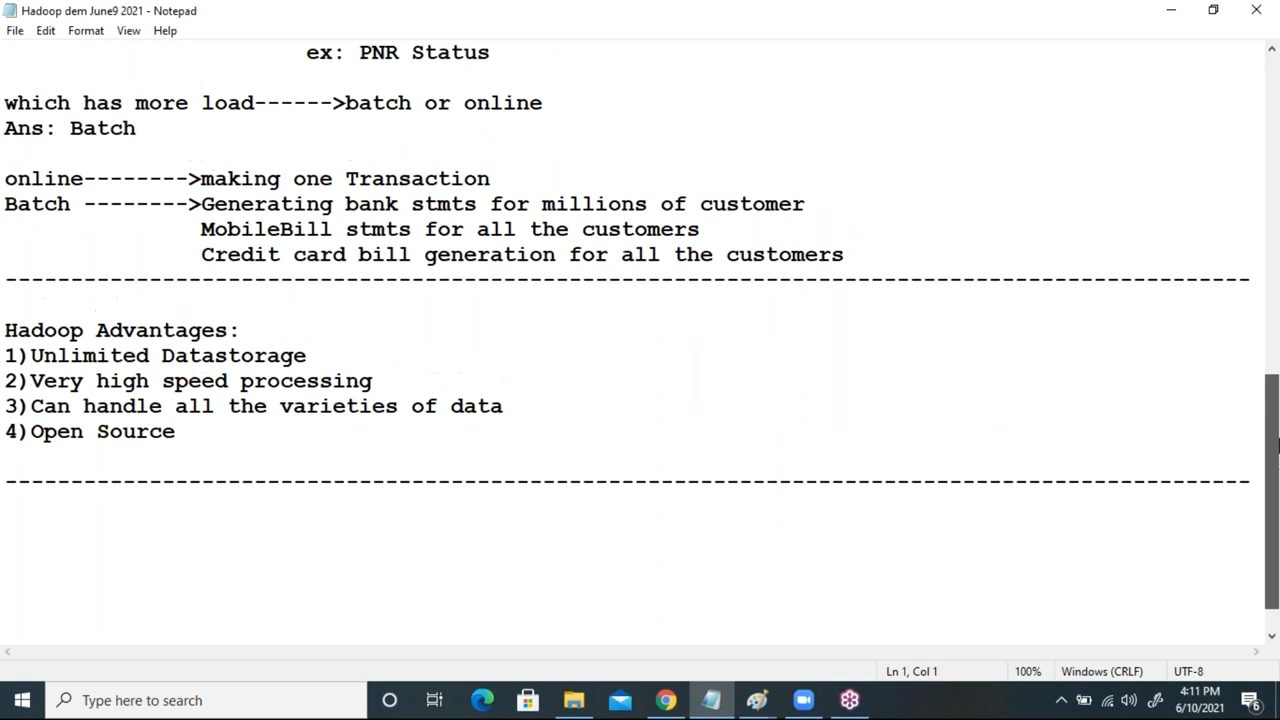 Hadoop dem June9 2021 - Notepad
File Edit Format View Help
ex: PNR Status
which has more load------>batch or online
Ans: Batch
online-------->making one Transaction
Batch -------->Generating bank stmts for millions of customer
MobileBill stmts for all the customers
Credit card bill generation for all the customers
-----------------------------------------------------------------------------------------------
Hadoop Advantages:
1)Unlimited Datastorage
2)Very high speed processing
3)Can handle all the varieties of data
4)Open Source
-----------------------------------------------------------------------------------------------
Ln 1, Col 1 100% Windows (CRLF) UTF-8
Type here to search
4:11 PM
6/10/2021
6